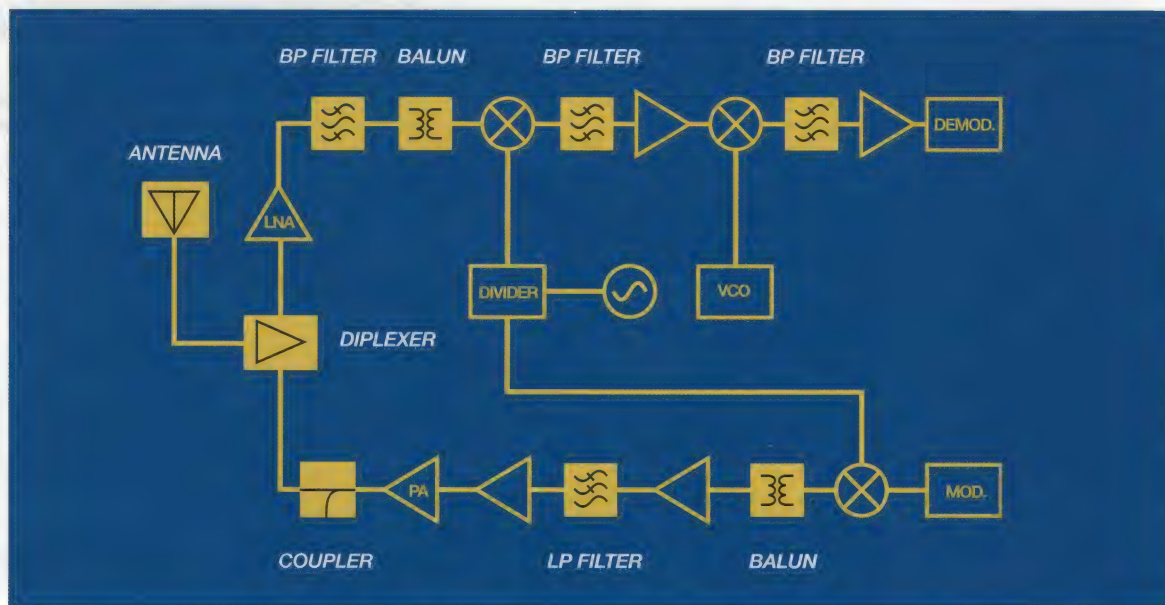 BP FILTER BALUN BP FILTER BP FILTER
DEMOD.
ANTENNA
LNA
DIVIDER
VCO
DIPLEXER
PA
MOD.
COUPLER LP FILTER BALUN